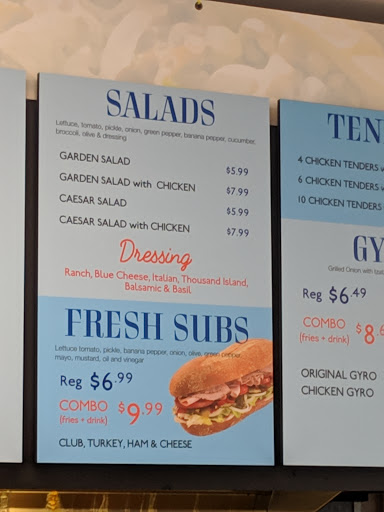 SALADS
Lettuce, tomato, pickle, onion, green pepper, banana pepper, cucumber,
broccoli, olive & dressing
GARDEN SALAD $5.99
GARDEN SALAD with CHICKEN $7.99
CAESAR SALAD $5.99
CAESAR SALAD with CHICKEN $7.99
Dressing
Ranch, Blue Cheese, Italian, Thousand Island,
Balsamic & Basil
FRESH SUBS
Lettuce tomato, pickle, banana pepper, onion, olive, green pepper,
mayo, mustard, oil and vinegar
Reg $6.99
COMBO $9.99
(fries + drink)
CLUB, TURKEY, HAM & CHEESE
TEN
4 CHICKEN TENDERS
6 CHICKEN TENDERS
10 CHICKEN TENDERS
GY
Grilled Onion with
Reg $6.49
COMBO $8.
(fries + drink)
ORIGINAL GYRO
CHICKEN GYRO